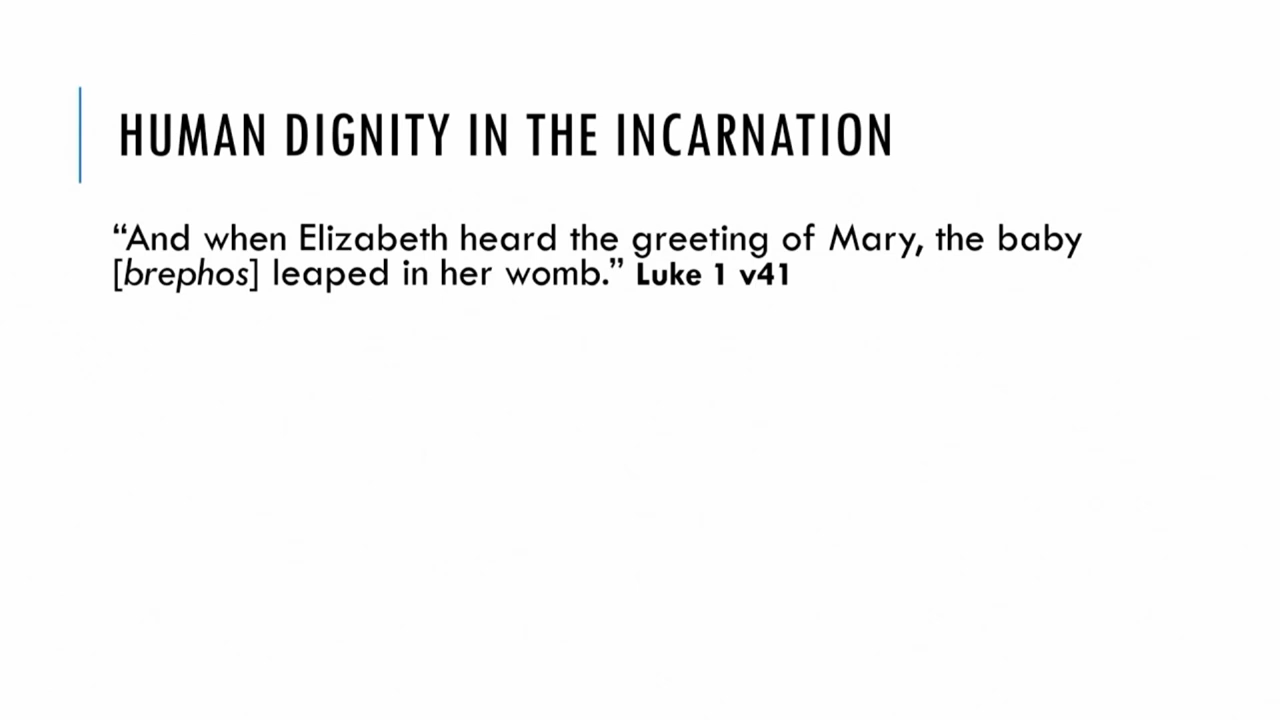 HUMAN DIGNITY IN THE INCARNATION
“And when Elizabeth heard the greeting of Mary, the baby
[brephos] leaped in her womb.” Luke 1 v41